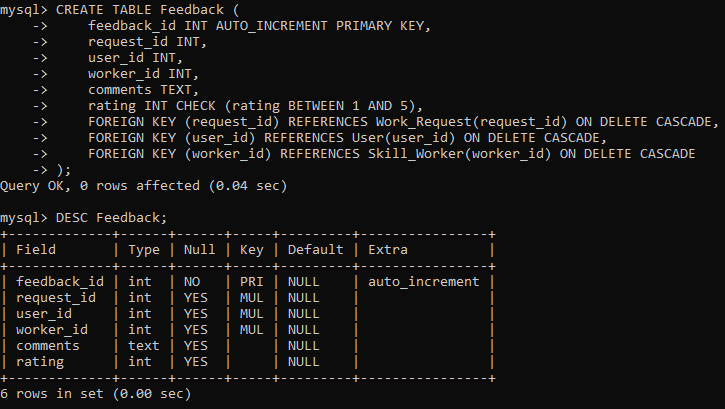 mysql> CREATE TABLE Feedback (
    ->     feedback_id INT AUTO_INCREMENT PRIMARY KEY,
    ->     request_id INT,
    ->     user_id INT,
    ->     worker_id INT,
    ->     comments TEXT,
    ->     rating INT CHECK (rating BETWEEN 1 AND 5),
    ->     FOREIGN KEY (request_id) REFERENCES Work_Request(request_id) ON DELETE CASCADE,
    ->     FOREIGN KEY (user_id) REFERENCES User(user_id) ON DELETE CASCADE,
    ->     FOREIGN KEY (worker_id) REFERENCES Skill_Worker(worker_id) ON DELETE CASCADE
    -> );
Query OK, 0 rows affected (0.04 sec)

mysql> DESC Feedback;
+-------------+------+------+-----+---------+----------------+
| Field       | Type | Null | Key | Default | Extra          |
+-------------+------+------+-----+---------+----------------+
| feedback_id | int  | NO   | PRI | NULL    | auto_increment |
| request_id  | int  | YES  | MUL | NULL    |                |
| user_id     | int  | YES  | MUL | NULL    |                |
| worker_id   | int  | YES  | MUL | NULL    |                |
| comments    | text | YES  |     | NULL    |                |
| rating      | int  | YES  |     | NULL    |                |
+-------------+------+------+-----+---------+----------------+
6 rows in set (0.00 sec)